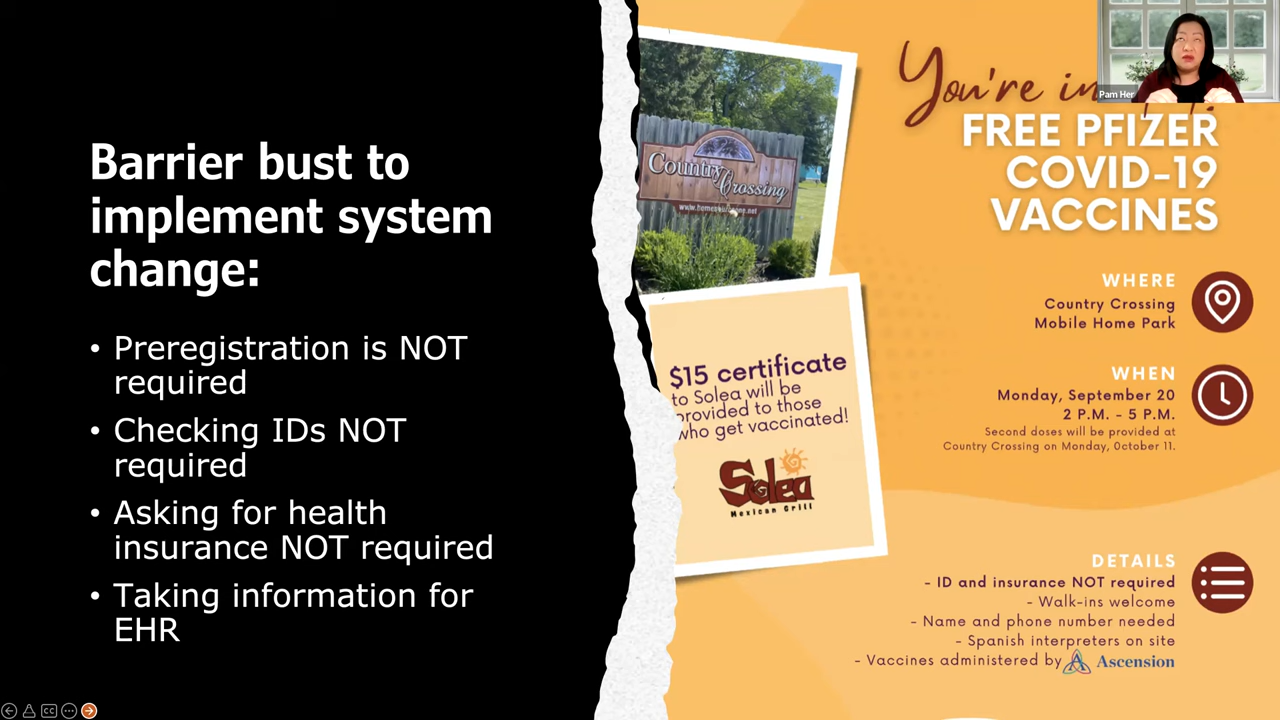 Barrier bust to
implement system
change:
• Preregistration is NOT
required
• Checking IDs NOT
required
• Asking for health
insurance NOT required
• Taking information for
EHR
Country
Crossing
$15 certificate
to Solea will be
provided to those
who get vaccinated!
Solea
Mexican Grill
You're
Pam Her
FREE PFIZER
COVID-19
VACCINES
WHERE
Country Crossing
Mobile Home Park
WHEN
Monday, September 20
2 P.M. - 5 P.M.
Second doses will be provided at
Country Crossing on Monday, October 11.
DETAILS
- ID and insurance NOT required
- Walk-ins welcome
- Name and phone number needed
- Spanish interpreters on site
- Vaccines administered by Ascension
CC